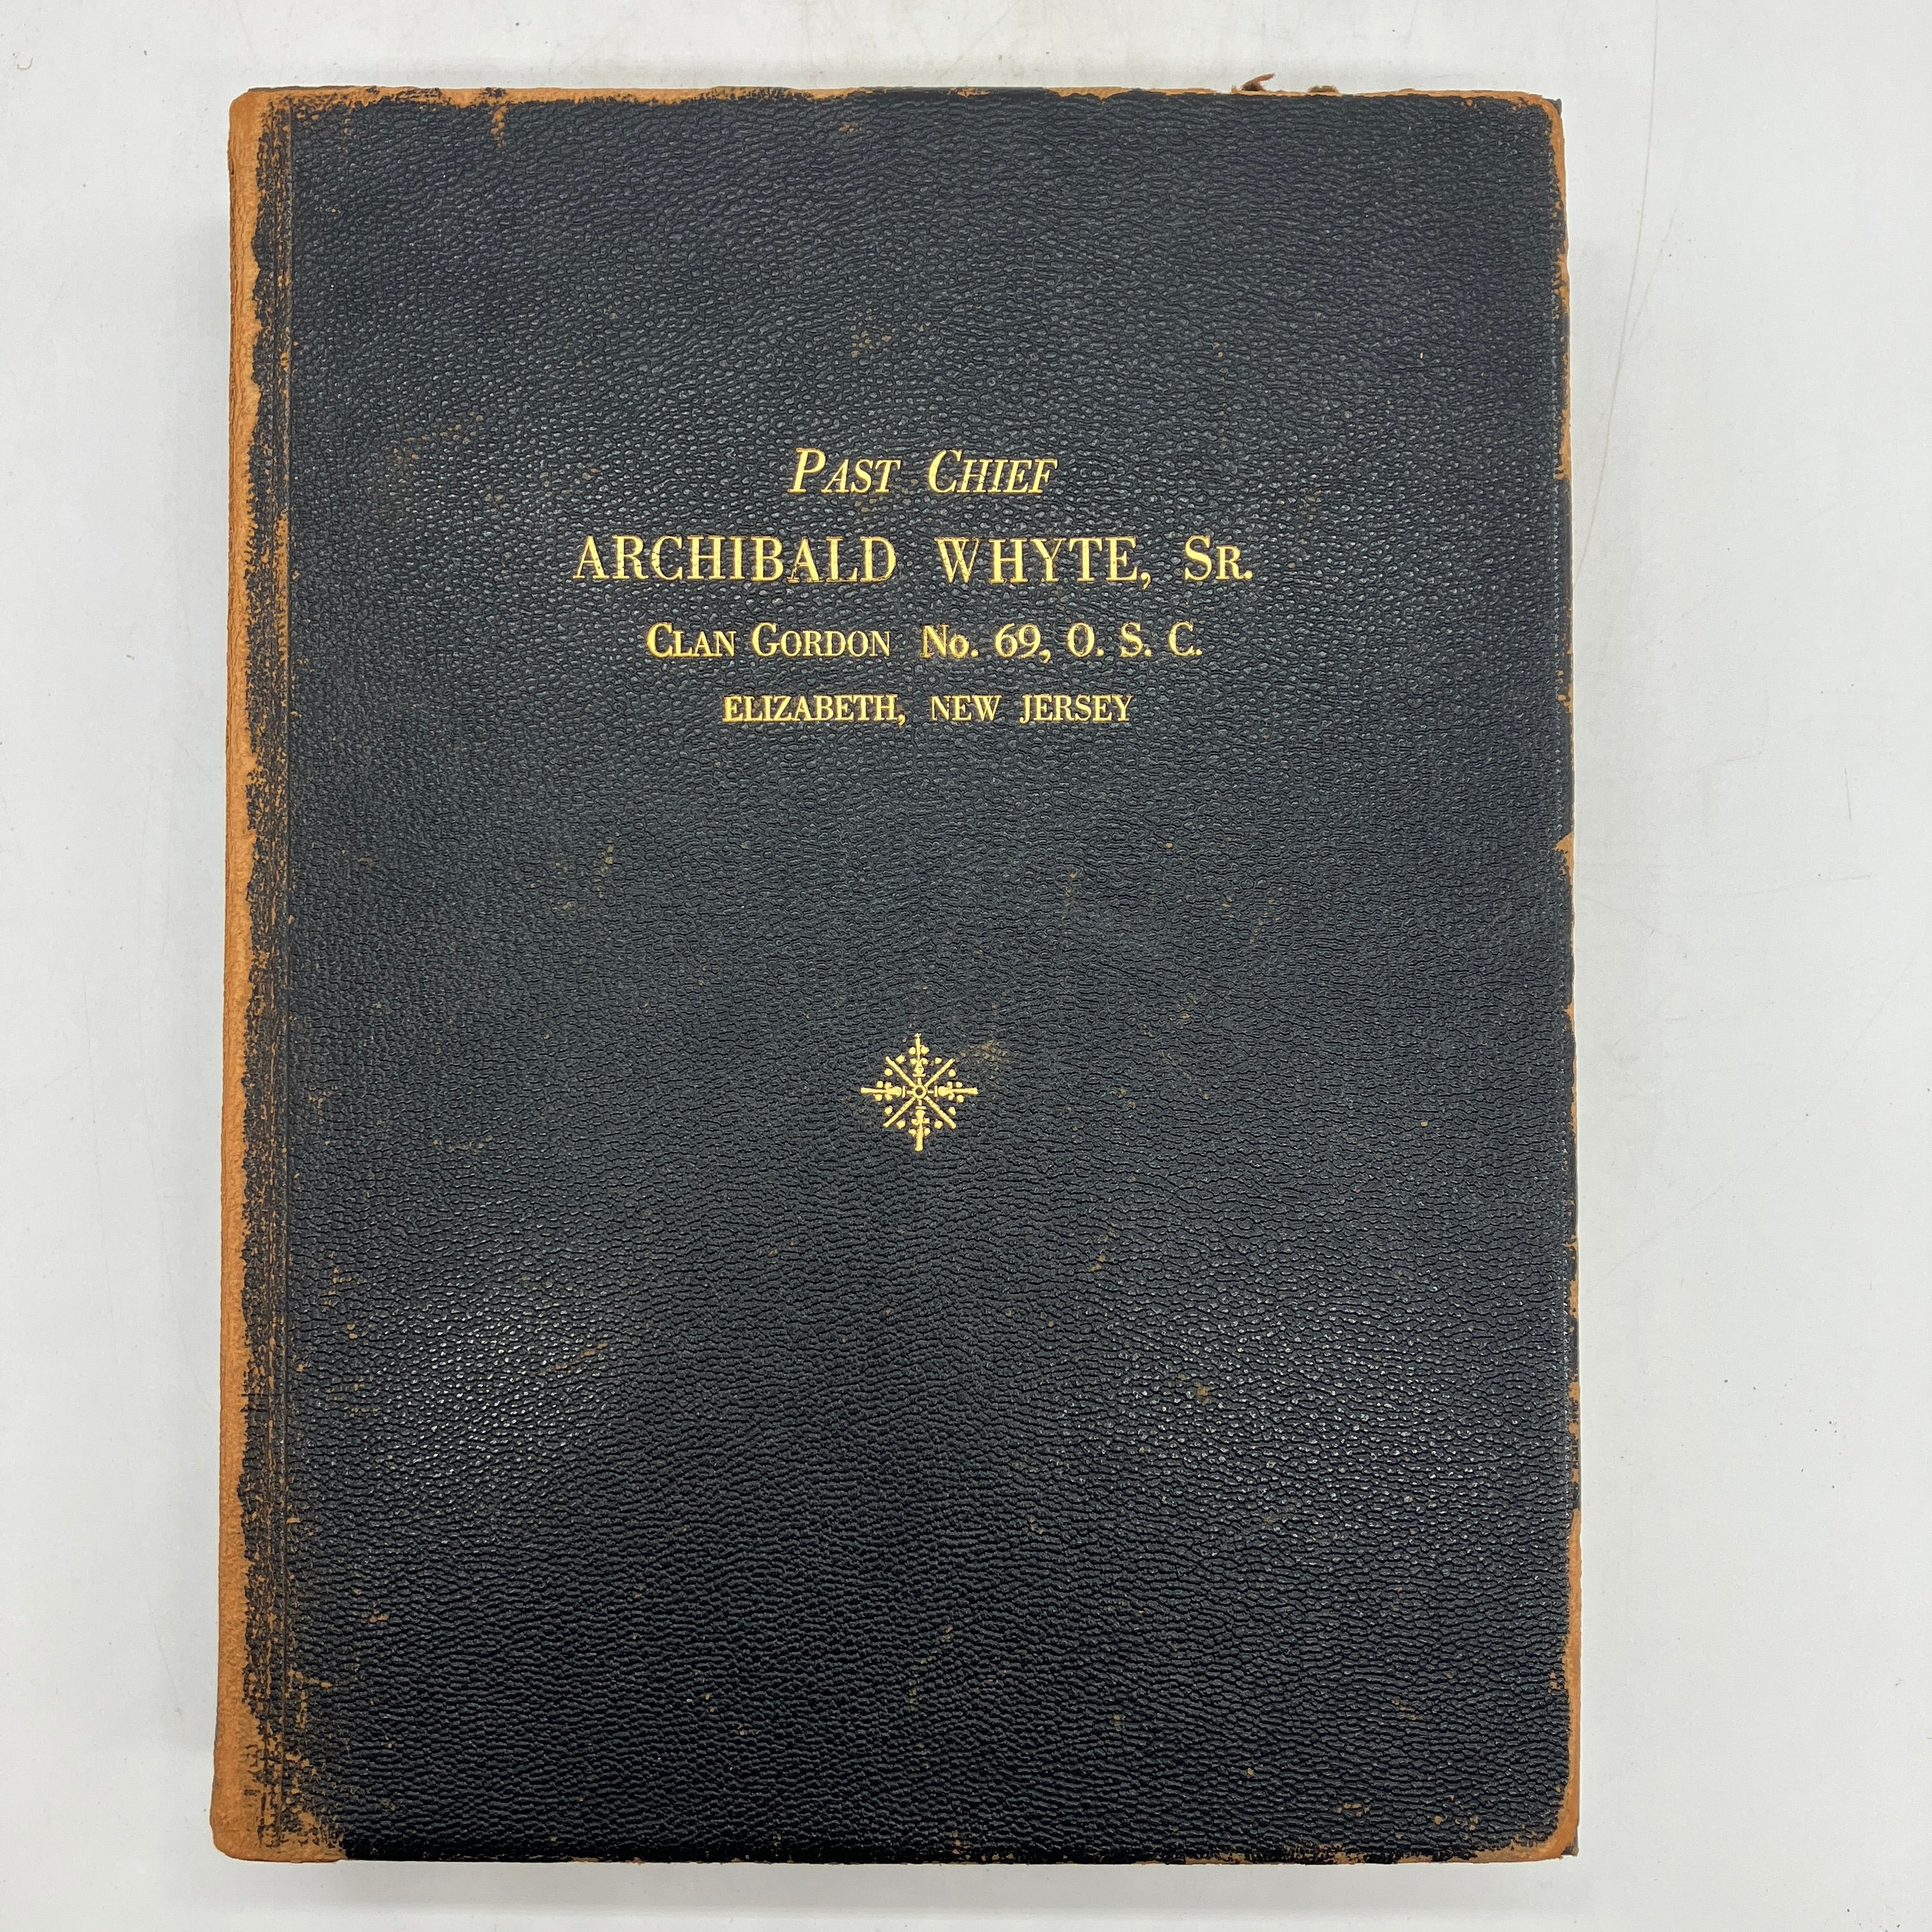 Past Chief
ARCHIBALD WHYTE, Sr.
Clan Gordon No. 69, O. S. C.
ELIZABETH, NEW JERSEY